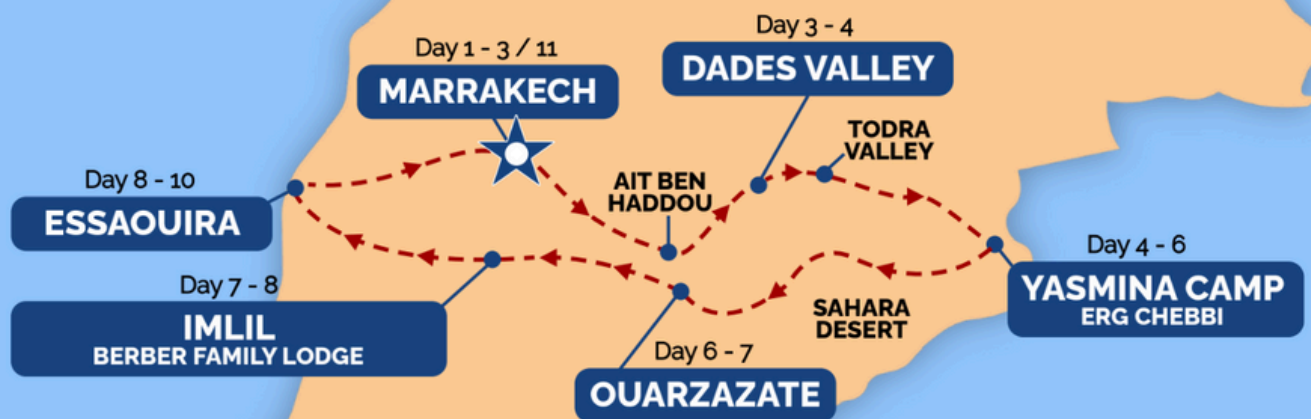 Day 3 - 4
DADES VALLEY
Day 1 - 3 / 11
MARRAKECH
TODRA
VALLEY
AIT BEN
HADDOU
Day 8 - 10
ESSAOUIRA
Day 4 - 6
YASMINA CAMP
ERG CHEBBI
Day 7 - 8
IMLIL
BERBER FAMILY LODGE
SAHARA
DESERT
Day 6 - 7
OUARZAZATE